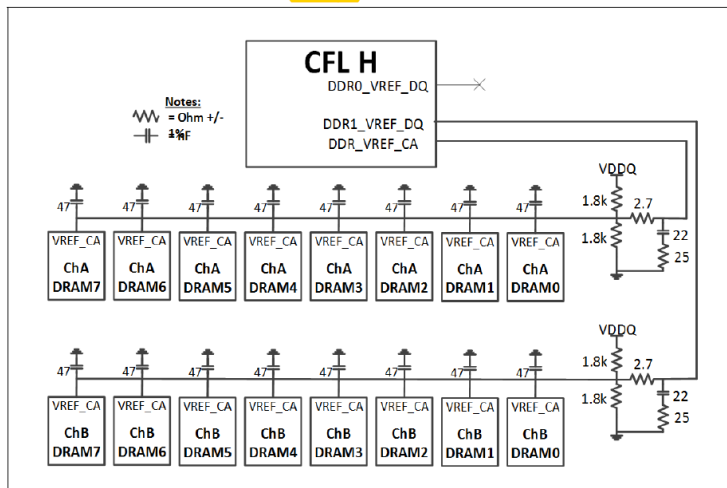 CFL H
DDR0_VREF_DQ
Notes:
= Ohm +/-
1%
nF
DDR1_VREF_DQ
DDR_VREF_CA
VDDQ
47 47 47 47 47 47 47 47
1.8k 2.7
1.8k 22
25
VREF_CA VREF_CA VREF_CA VREF_CA VREF_CA VREF_CA VREF_CA VREF_CA
ChA ChA ChA ChA ChA ChA ChA ChA
DRAM7 DRAM6 DRAM5 DRAM4 DRAM3 DRAM2 DRAM1 DRAM0
VDDQ
47 47 47 47 47 47 47 47
1.8k 2.7
1.8k 22
25
VREF_CA VREF_CA VREF_CA VREF_CA VREF_CA VREF_CA VREF_CA VREF_CA
ChB ChB ChB ChB ChB ChB ChB ChB
DRAM7 DRAM6 DRAM5 DRAM4 DRAM3 DRAM2 DRAM1 DRAM0